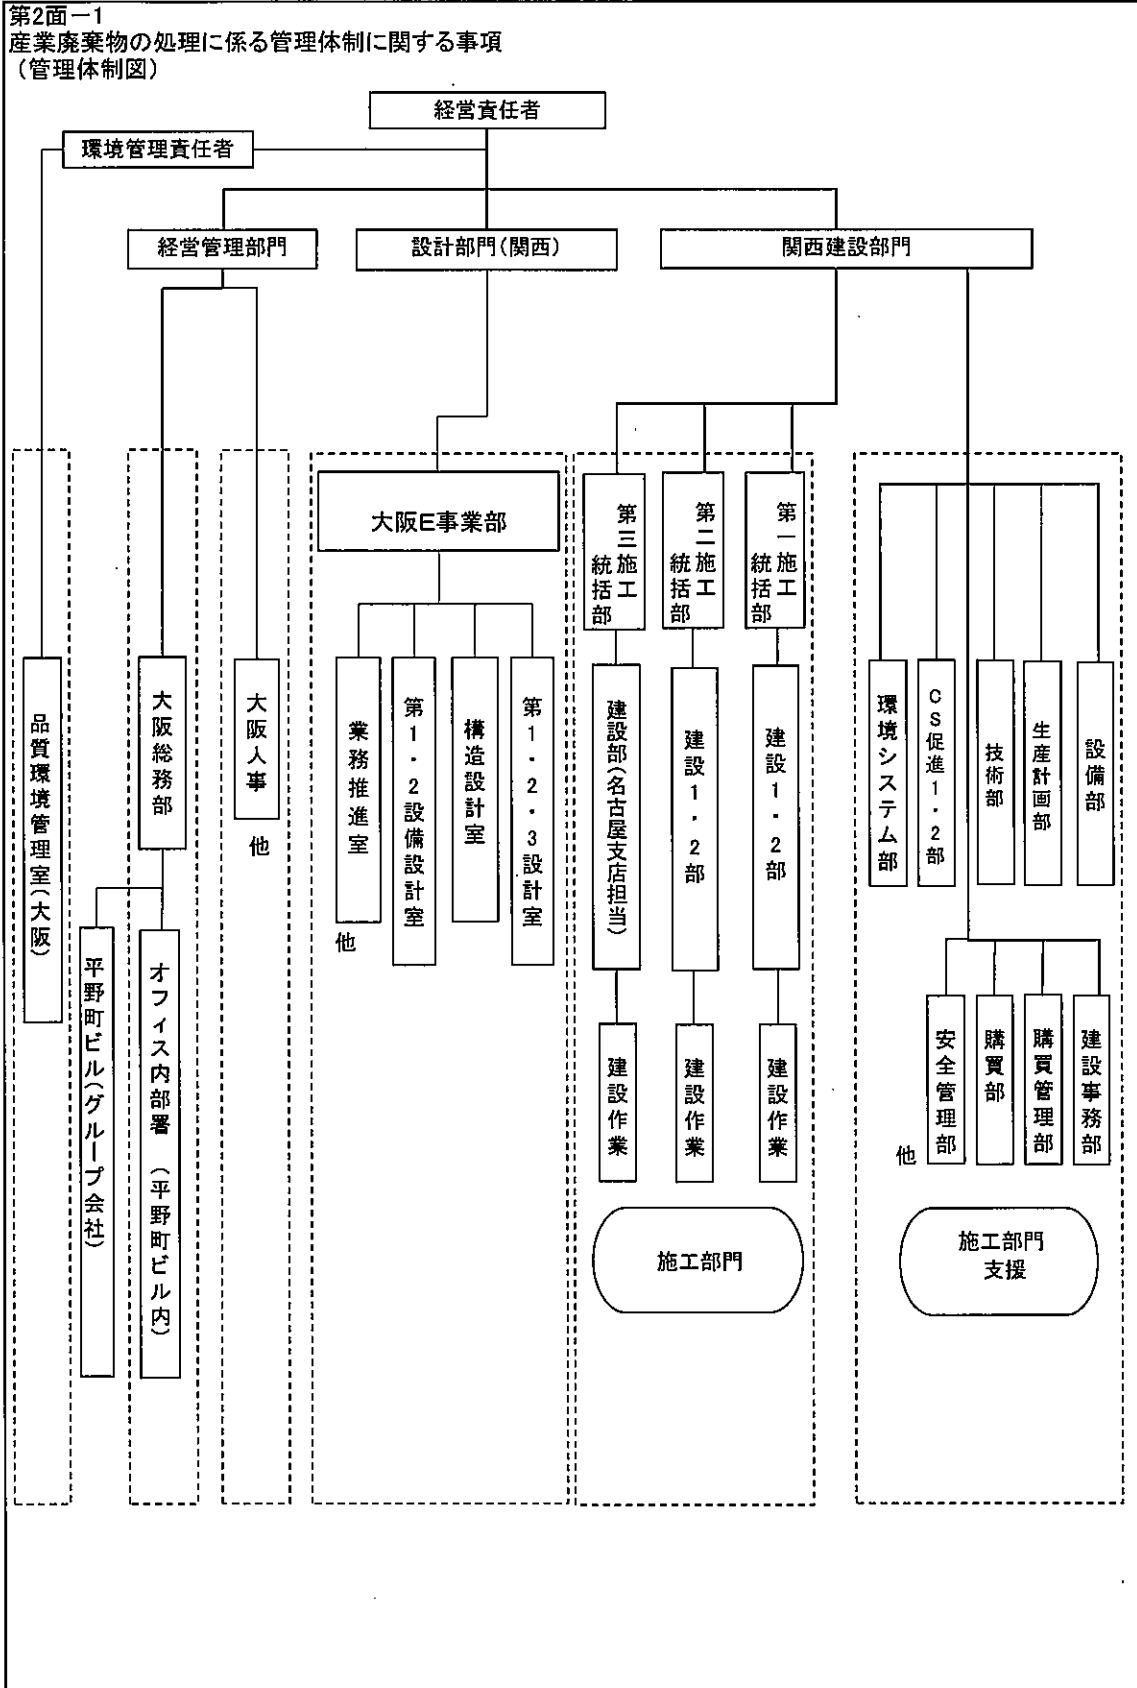 第2面－1
産業廃棄物の処理に係る管理体制に関する事項
（管理体制図）
経営責任者
環境管理責任者
経営管理部門
設計部門(関西)
関西建設部門
大阪E事業部
第三施工
統括部
第二施工
統括部
第一施工
統括部
品質環境管理室(大阪)
大阪総務部
大阪人事
他
業務推進室
他
第1・2設備設計室
構造設計室
第1・2・3設計室
建設部(名古屋支店担当)
建設1・2部
建設1・2部
環境システム部
CS促進1・2部
技術部
生産計画部
設備部
平野町ビル(グループ会社)
オフィス内部署 (平野町ビル内)
建設作業
建設作業
建設作業
他
安全管理部
購買部
購買管理部
建設事務部
施工部門
施工部門
支援